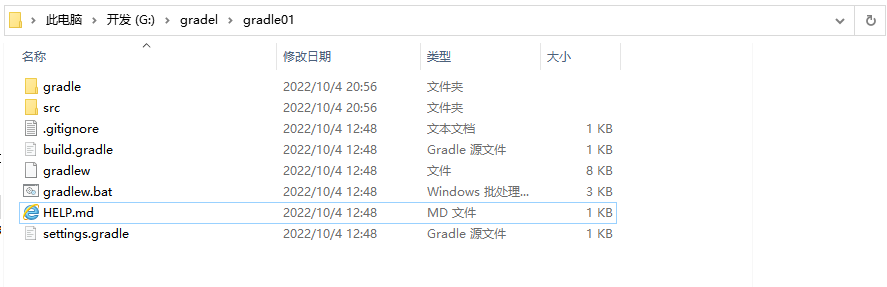 此电脑 > 开发 (G:) > gradel > gradle01
名称 修改日期 类型 大小
gradle 2022/10/4 20:56 文件夹
src 2022/10/4 20:56 文件夹
.gitignore 2022/10/4 12:48 文本文档 1 KB
build.gradle 2022/10/4 12:48 Gradle 源文件 1 KB
gradlew 2022/10/4 12:48 文件 8 KB
gradlew.bat 2022/10/4 12:48 Windows 批处理... 3 KB
HELP.md 2022/10/4 12:48 MD 文件 1 KB
settings.gradle 2022/10/4 12:48 Gradle 源文件 1 KB